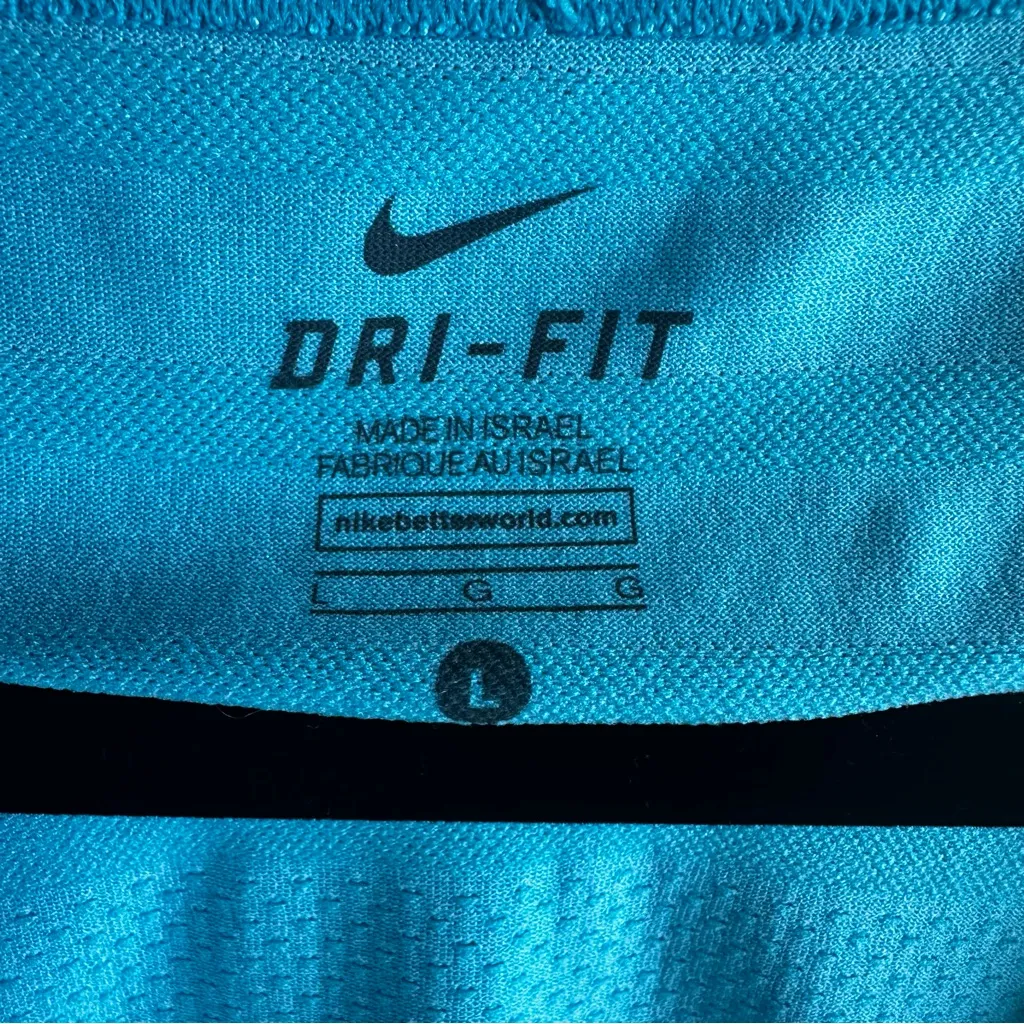 DRI-FIT
MADE IN ISRAEL
FABRIQUE AU ISRAEL
nikebetterworld.com
L G G
L